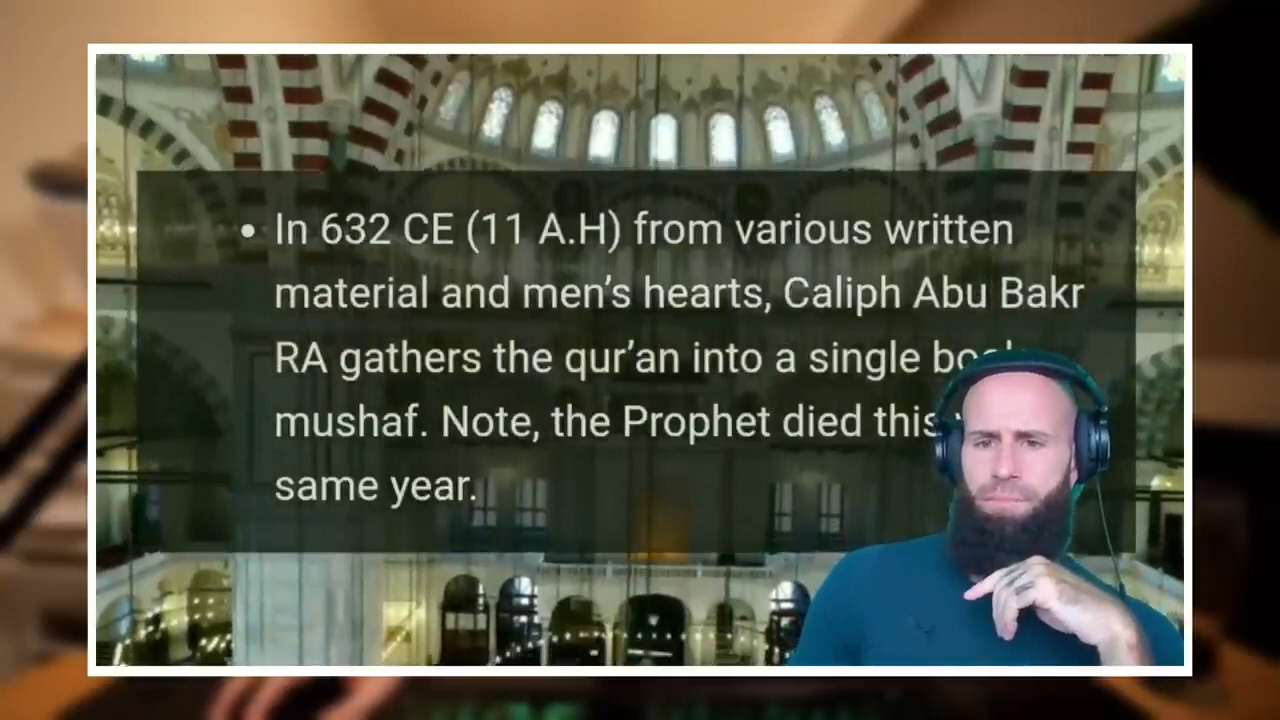 • In 632 CE (11 A.H) from various written
material and men's hearts, Caliph Abu Bakr
RA gathers the qur'an into a single
mushaf. Note, the Prophet died this
same year.